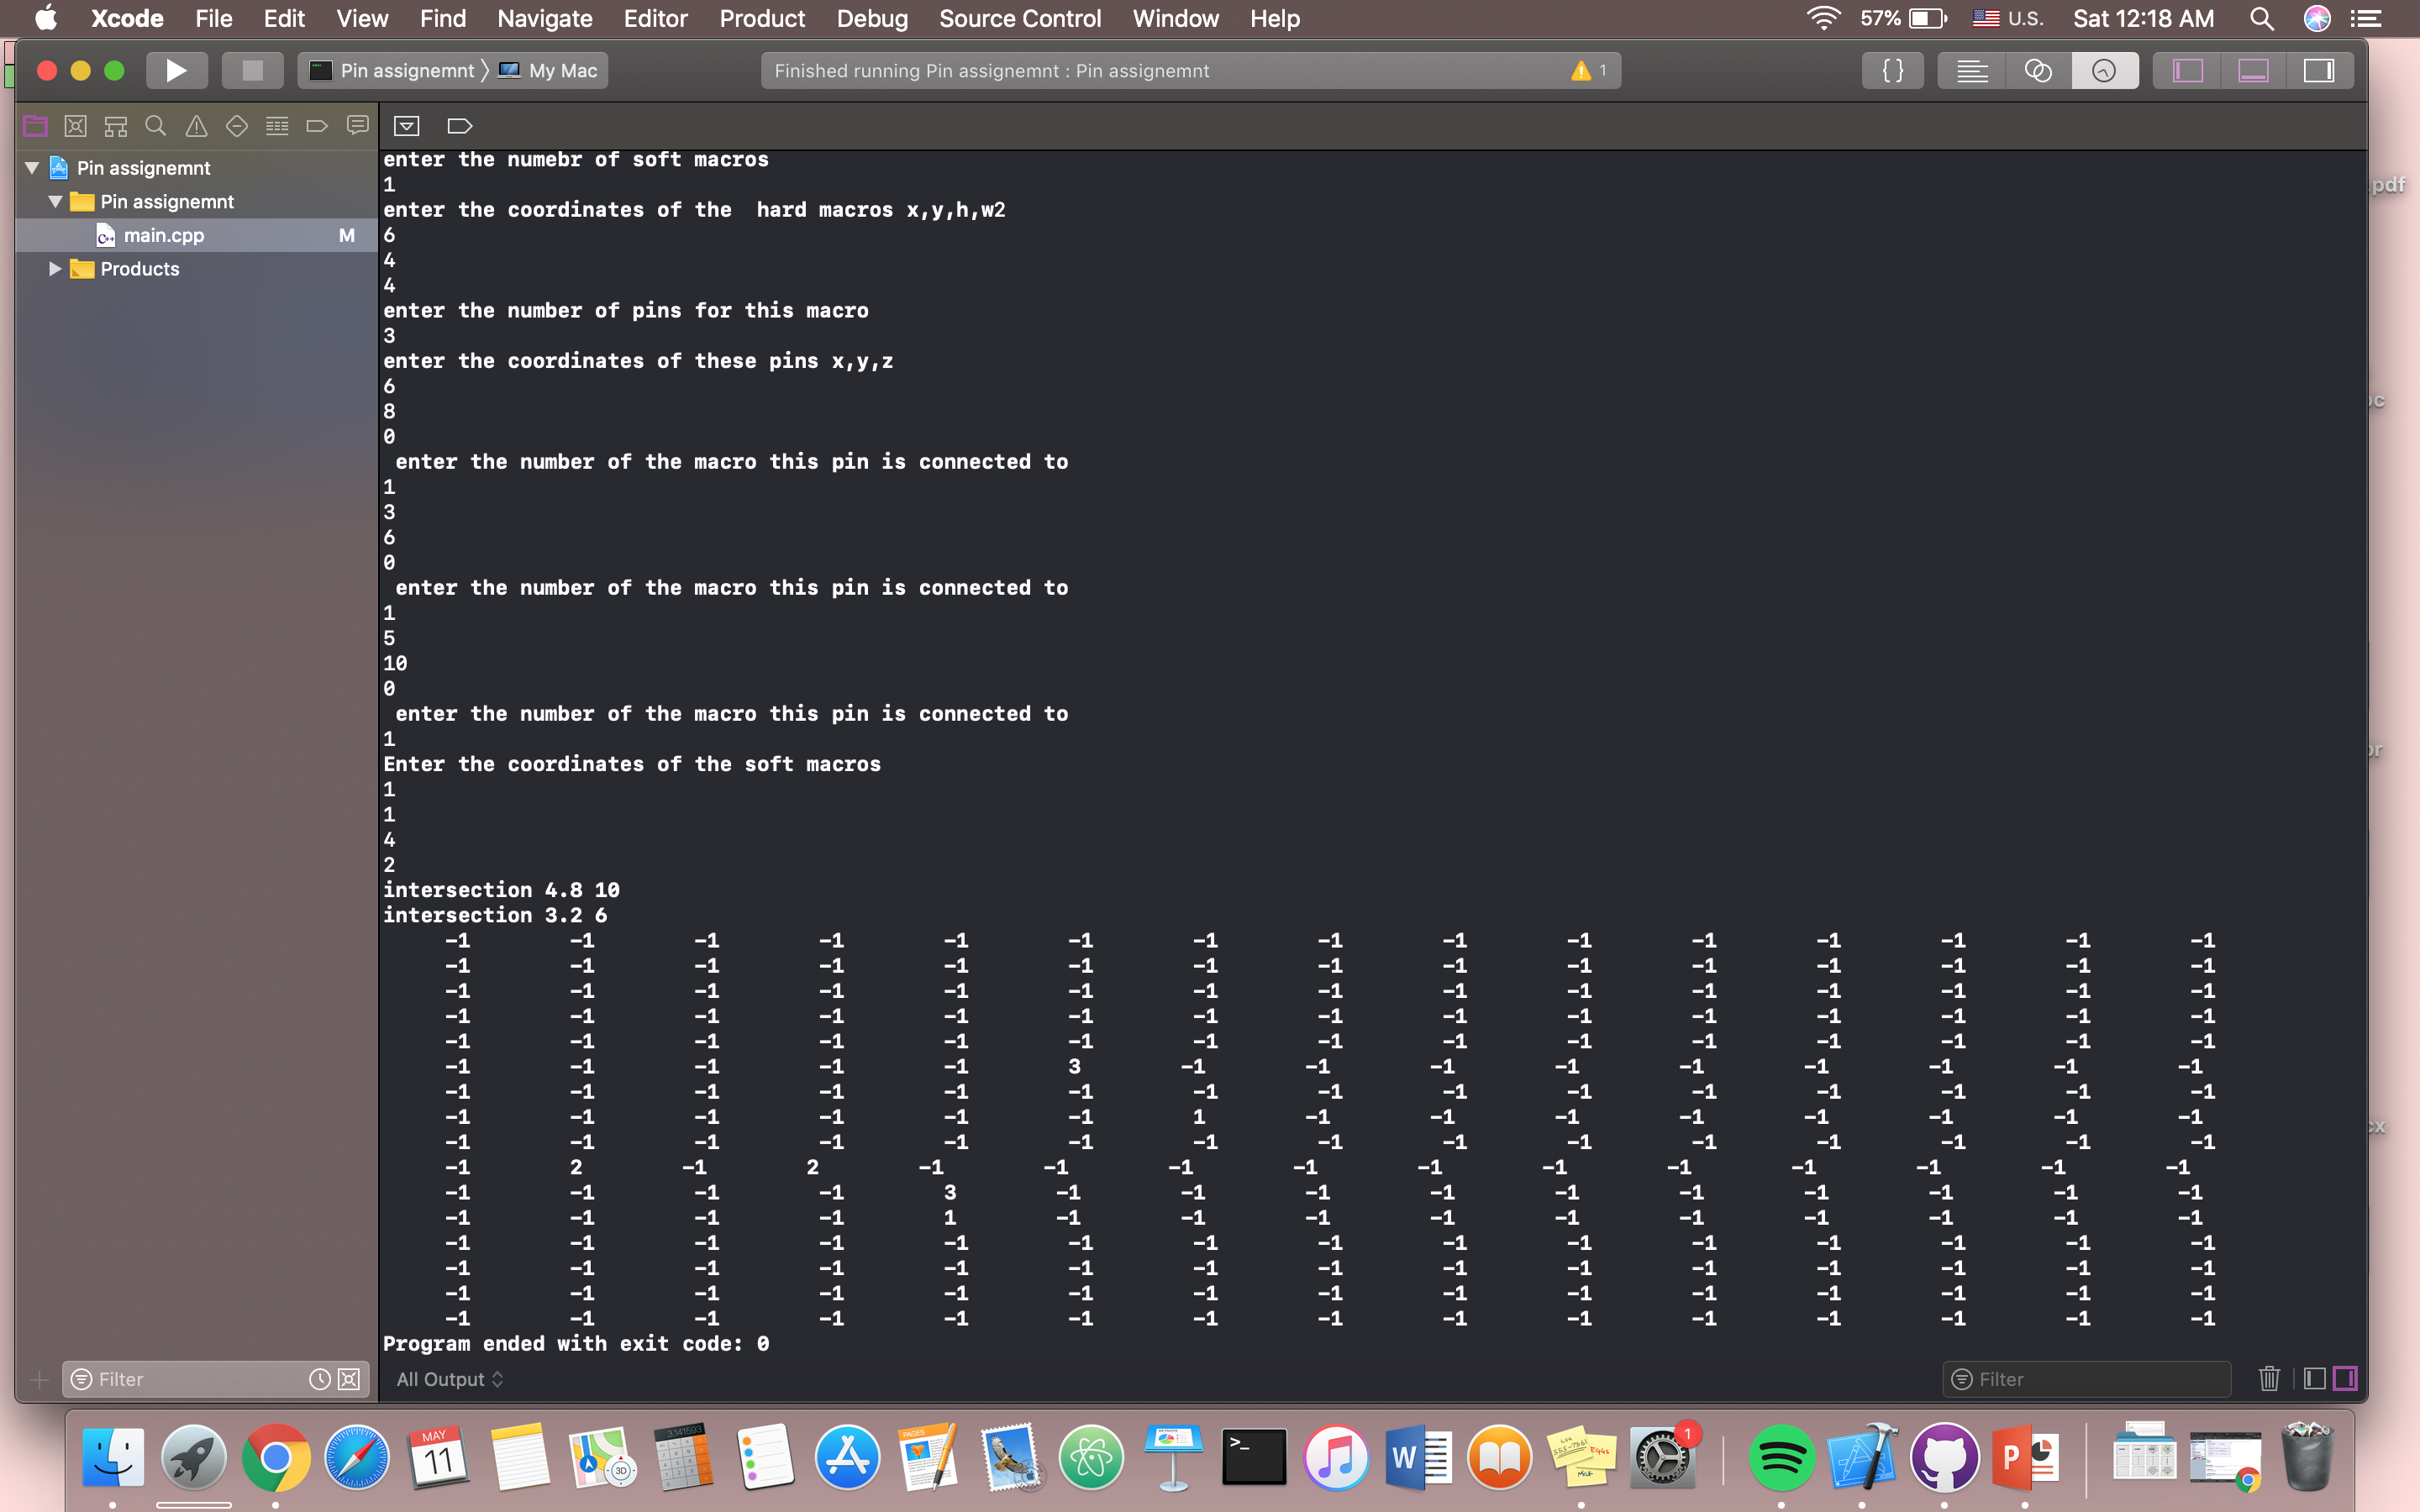 Xcode File Edit View Find Navigate Editor Product Debug Source Control Window Help 57% U.S. Sat 12:18 AM
Pin assignemnt My Mac Finished running Pin assignemnt : Pin assignemnt 1 { }
Pin assignemnt
Pin assignemnt
main.cpp M
Products
enter the numebr of soft macros
1
enter the coordinates of the  hard macros x,y,h,w2
6
4
4
enter the number of pins for this macro
3
enter the coordinates of these pins x,y,z
6
8
0
enter the number of the macro this pin is connected to
1
3
6
0
enter the number of the macro this pin is connected to
1
5
10
0
enter the number of the macro this pin is connected to
1
Enter the coordinates of the soft macros
1
1
4
2
intersection 4.8 10
intersection 3.2 6
-1 -1 -1 -1 -1 -1 -1 -1 -1 -1 -1 -1 -1 -1 -1
-1 -1 -1 -1 -1 -1 -1 -1 -1 -1 -1 -1 -1 -1 -1
-1 -1 -1 -1 -1 -1 -1 -1 -1 -1 -1 -1 -1 -1 -1
-1 -1 -1 -1 -1 -1 -1 -1 -1 -1 -1 -1 -1 -1 -1
-1 -1 -1 -1 -1 -1 -1 -1 -1 -1 -1 -1 -1 -1 -1
-1 -1 -1 -1 -1 3 -1 -1 -1 -1 -1 -1 -1 -1 -1
-1 -1 -1 -1 -1 -1 -1 -1 -1 -1 -1 -1 -1 -1 -1
-1 -1 -1 -1 -1 -1 1 -1 -1 -1 -1 -1 -1 -1 -1
-1 -1 -1 -1 -1 -1 -1 -1 -1 -1 -1 -1 -1 -1 -1
-1 2 -1 2 -1 -1 -1 -1 -1 -1 -1 -1 -1 -1 -1
-1 -1 -1 -1 3 -1 -1 -1 -1 -1 -1 -1 -1 -1 -1
-1 -1 -1 -1 1 -1 -1 -1 -1 -1 -1 -1 -1 -1 -1
-1 -1 -1 -1 -1 -1 -1 -1 -1 -1 -1 -1 -1 -1 -1
-1 -1 -1 -1 -1 -1 -1 -1 -1 -1 -1 -1 -1 -1 -1
-1 -1 -1 -1 -1 -1 -1 -1 -1 -1 -1 -1 -1 -1 -1
-1 -1 -1 -1 -1 -1 -1 -1 -1 -1 -1 -1 -1 -1 -1
Program ended with exit code: 0
Filter All Output Filter
.pdf
MAY
11
3.141593
3D
PAGES
>_
W
MILK
EGGS
1
P